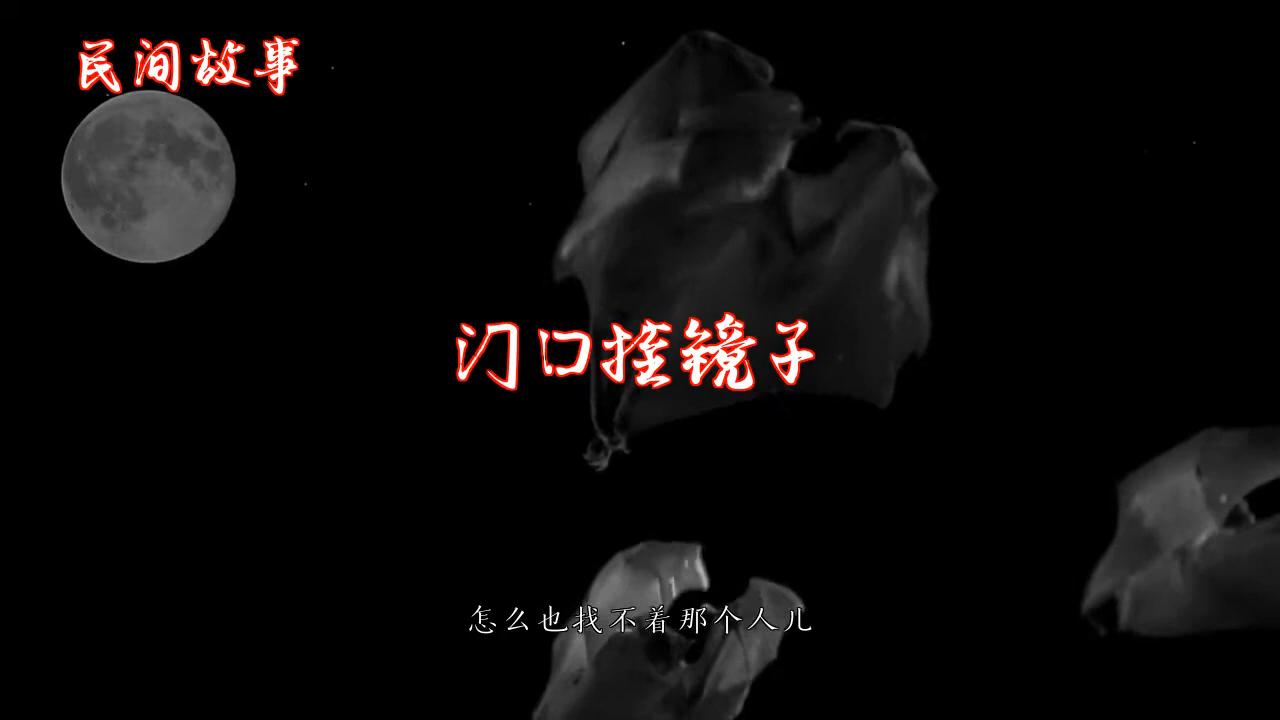 民间故事
门口挂镜子
怎么也找不着那个人儿